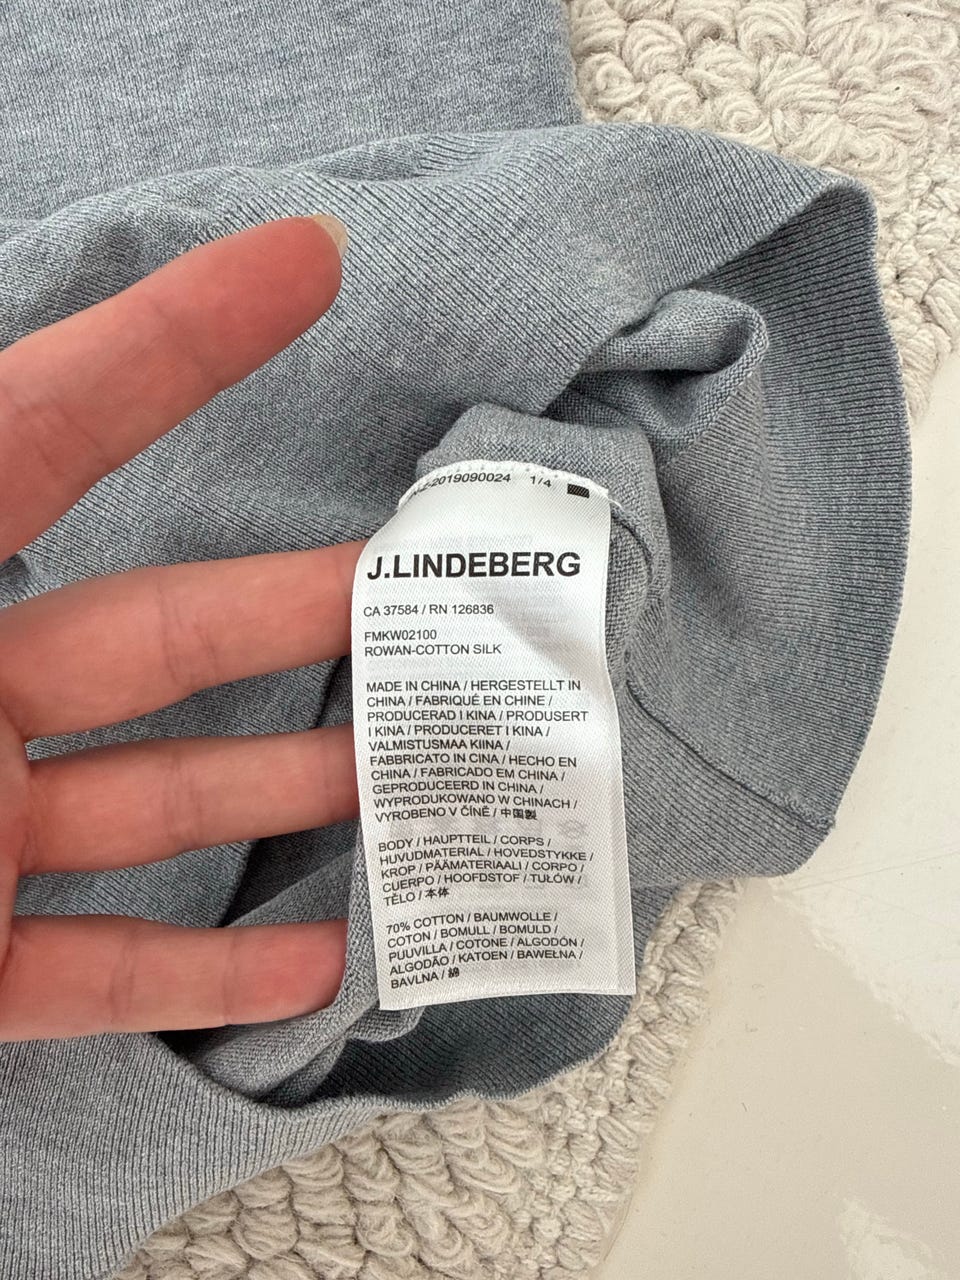 2-2019090024 1/4
J.LINDEBERG
CA 37584 / RN 126836
FMKW02100
ROWAN-COTTON SILK
MADE IN CHINA / HERGESTELLT IN
CHINA / FABRIQUÉ EN CHINE /
PRODUCERAD I KINA / PRODUSERT
I KINA / PRODUCERET I KINA /
VALMISTUSMAA KIINA /
FABBRICATO IN CINA / HECHO EN
CHINA / FABRICADO EM CHINA /
GEPRODUCEERD IN CHINA /
WYPRODUKOWANO W CHINACH /
VYROBENO V ČÍNĚ / 中国製
BODY / HAUPTTEIL / CORPS /
HUVUDMATERIAL / HOVEDSTYKKE /
KROP / PÄÄMATERIAALI / CORPO /
CUERPO / HOOFDSTOF / TUŁÓW /
TĚLO / 本体
70% COTTON / BAUMWOLLE /
COTON / BOMULL / BOMULD /
PUUVILLA / COTONE / ALGODÓN /
ALGODÃO / KATOEN / BAWEŁNA /
BAVLNA / 綿